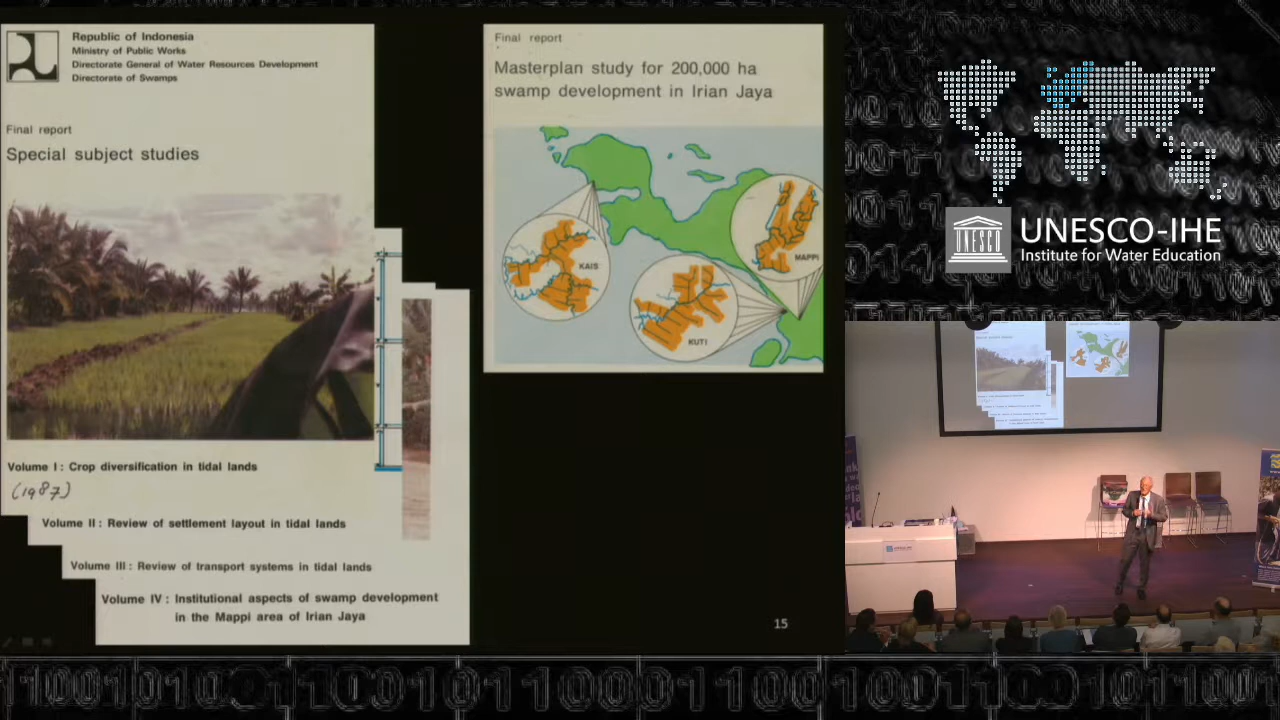 Republic of Indonesia
Ministry of Public Works
Directorate General of Water Resources Development
Directorate of Swamps
Final report
Special subject studies
Volume I : Crop diversification in tidal lands
(1987)
Volume II : Review of settlement layout in tidal lands
Volume III : Review of transport systems in tidal lands
Volume IV : Institutional aspects of swamp development
in the Mappi area of Irian Jaya
Final report
Masterplan study for 200,000 ha
swamp development in Irian Jaya
KAIS
KUTI
MAPPI
15
UNESCO
UNESCO-IHE
Institute for Water Education